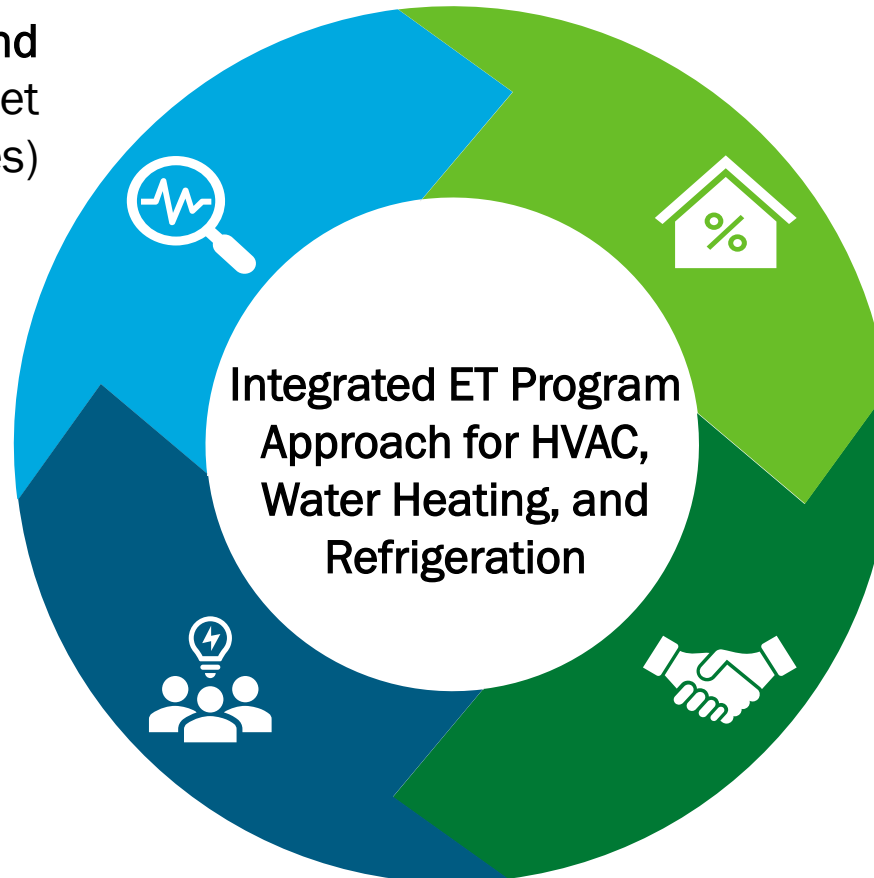 nd
et
s)
Integrated ET Program
Approach for HVAC,
Water Heating, and
Refrigeration
%